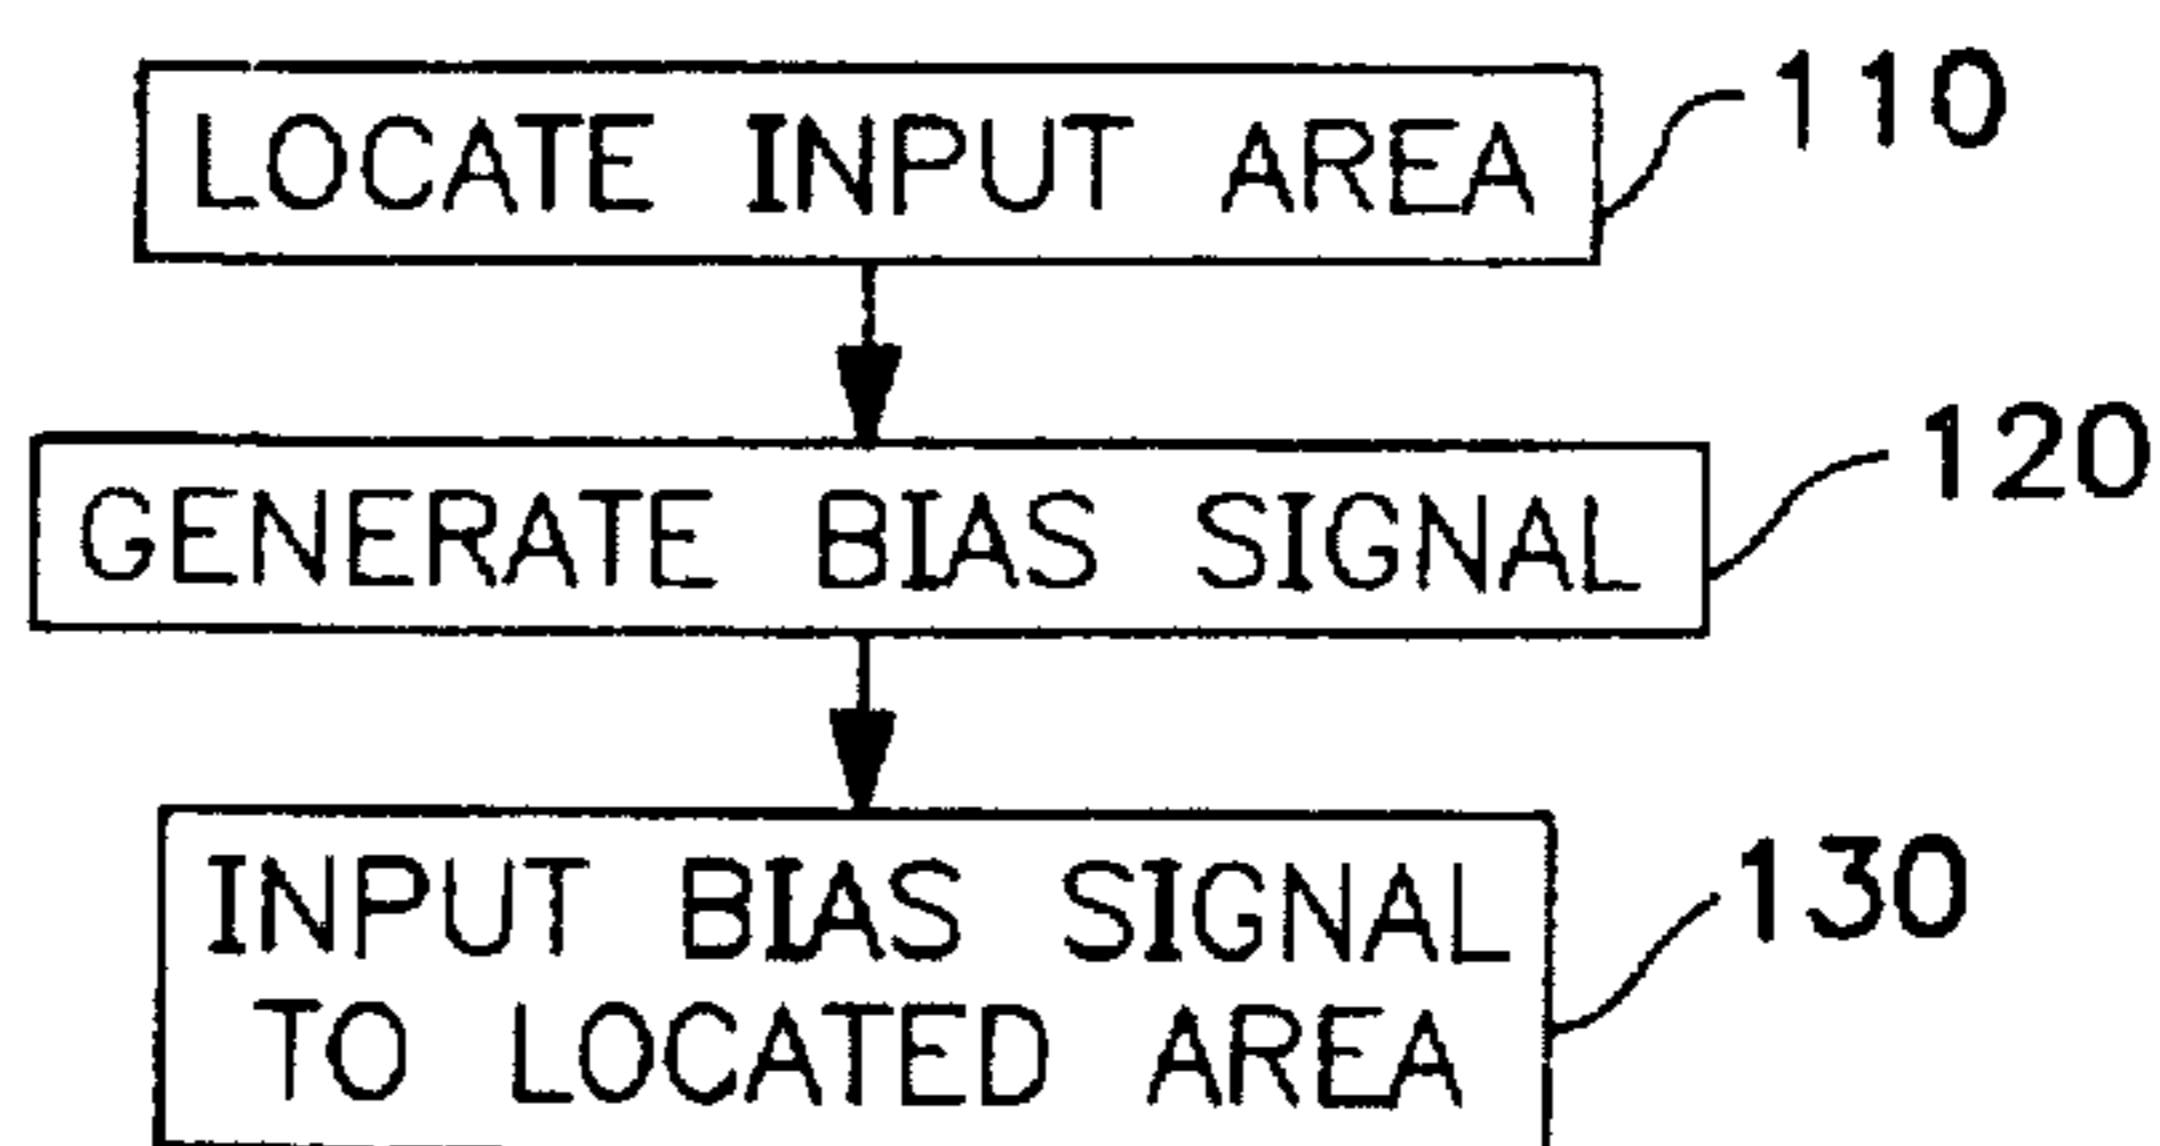 LOCATE INPUT AREA
110
GENERATE BIAS SIGNAL
120
INPUT BIAS SIGNAL
TO LOCATED AREA
130